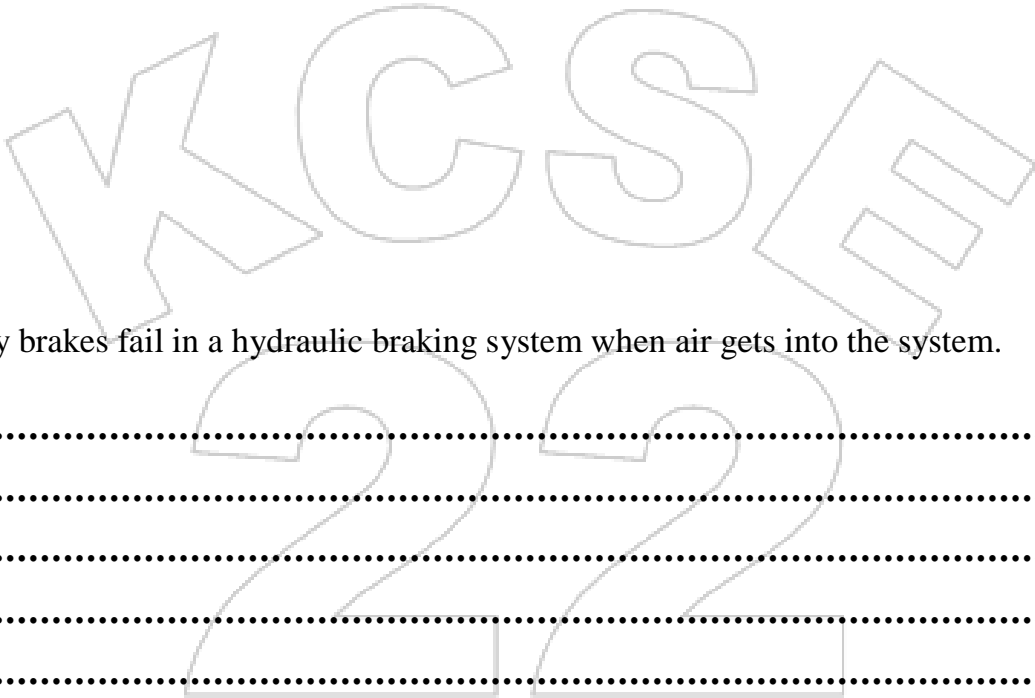 KCSE
y brakes fail in a hydraulic braking system when air gets into the system.
22